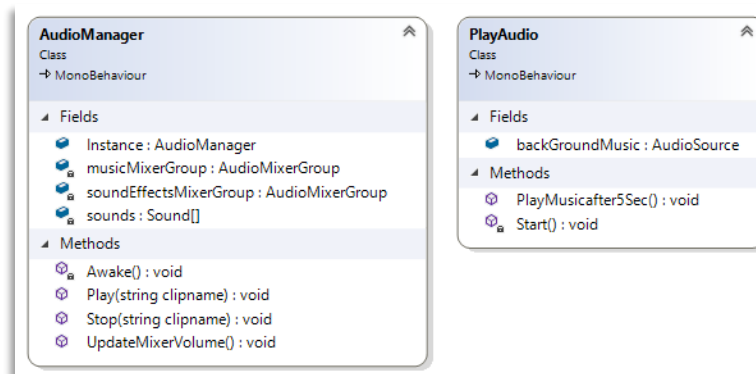 AudioManager
Class
MonoBehaviour
Fields
Instance : AudioManager
musicMixerGroup : AudioMixerGroup
soundEffectsMixerGroup : AudioMixerGroup
sounds : Sound[]
Methods
Awake() : void
Play(string clipname) : void
Stop(string clipname) : void
UpdateMixerVolume() : void
PlayAudio
Class
MonoBehaviour
Fields
backGroundMusic : AudioSource
Methods
PlayMusicafter5Sec() : void
Start() : void